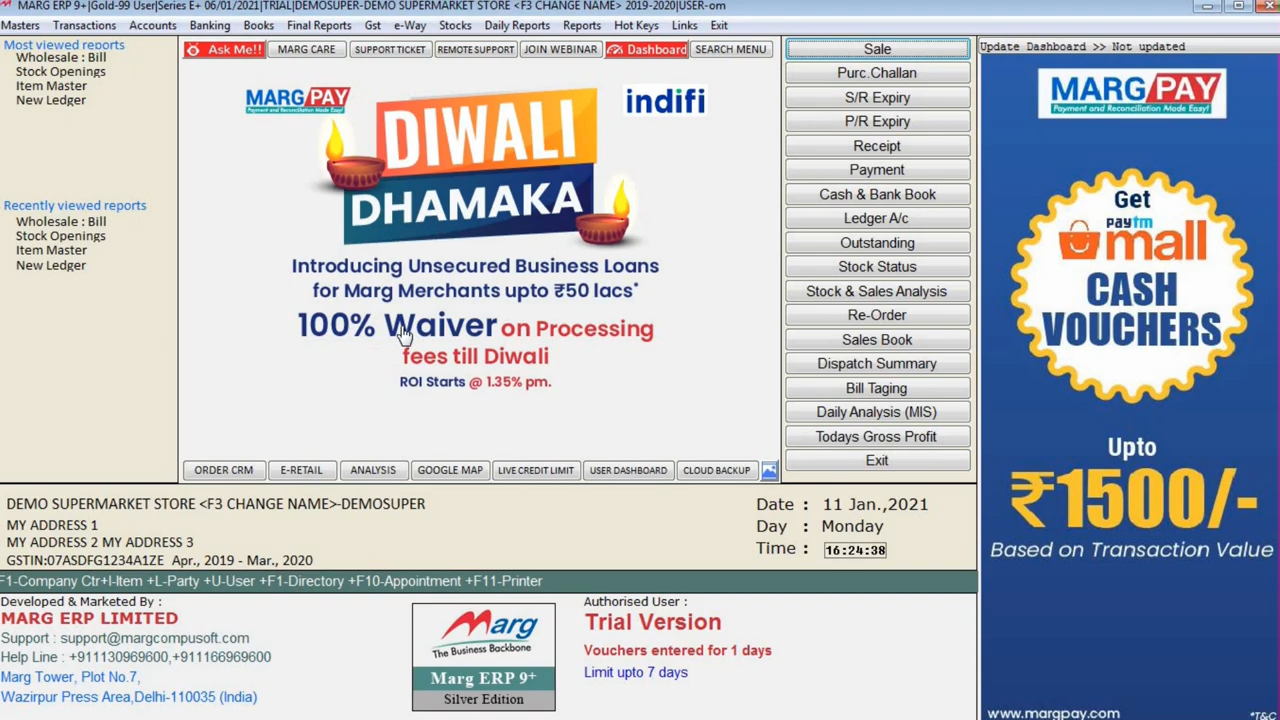 MARG ERP 9+|Gold-99 User|Series E+ 06/01/2021|TRIAL|DEMOSUPER-DEMO SUPERMARKET STORE <F3 CHANGE NAME> 2019-2020|USER-om
Masters Transactions Accounts Banking Books Final Reports Gst e-Way Stocks Daily Reports Reports Hot Keys Links Exit
Most viewed reports
Wholesale : Bill
Stock Openings
Item Master
New Ledger
Recently viewed reports
Wholesale : Bill
Stock Openings
Item Master
New Ledger
Ask Me!! MARG CARE SUPPORT TICKET REMOTE SUPPORT JOIN WEBINAR Dashboard SEARCH MENU
MARG PAY
Payment and Reconciliation Made Easy!
indifi
DIWALI
DHAMAKA
Introducing Unsecured Business Loans
for Marg Merchants upto ₹50 lacs*
100% Waiver on Processing
fees till Diwali
ROI Starts @ 1.35% pm.
ORDER CRM E-RETAIL ANALYSIS GOOGLE MAP LIVE CREDIT LIMIT USER DASHBOARD CLOUD BACKUP
Sale
Purc.Challan
S/R Expiry
P/R Expiry
Receipt
Payment
Cash & Bank Book
Ledger A/c
Outstanding
Stock Status
Stock & Sales Analysis
Re-Order
Sales Book
Dispatch Summary
Bill Taging
Daily Analysis (MIS)
Todays Gross Profit
Exit
Update Dashboard >> Not updated
MARG PAY
Payment and Reconciliation Made Easy!
Get
paytm
mall
CASH
VOUCHERS
Upto
₹1500/-
Based on Transaction Value
www.margpay.com
*T&C
DEMO SUPERMARKET STORE <F3 CHANGE NAME>-DEMOSUPER
MY ADDRESS 1
MY ADDRESS 2 MY ADDRESS 3
GSTIN:07ASDFG1234A1ZE Apr., 2019 - Mar., 2020
Date : 11 Jan.,2021
Day : Monday
Time : 16:24:38
F1-Company Ctr+I-Item +L-Party +U-User +F1-Directory +F10-Appointment +F11-Printer
Developed & Marketed By :
MARG ERP LIMITED
Support : support@margcompusoft.com
Help Line : +911130969600,+911166969600
Marg Tower, Plot No.7,
Wazirpur Press Area,Delhi-110035 (India)
Marg
The Business Backbone
Marg ERP 9+
Silver Edition
Authorised User :
Trial Version
Vouchers entered for 1 days
Limit upto 7 days